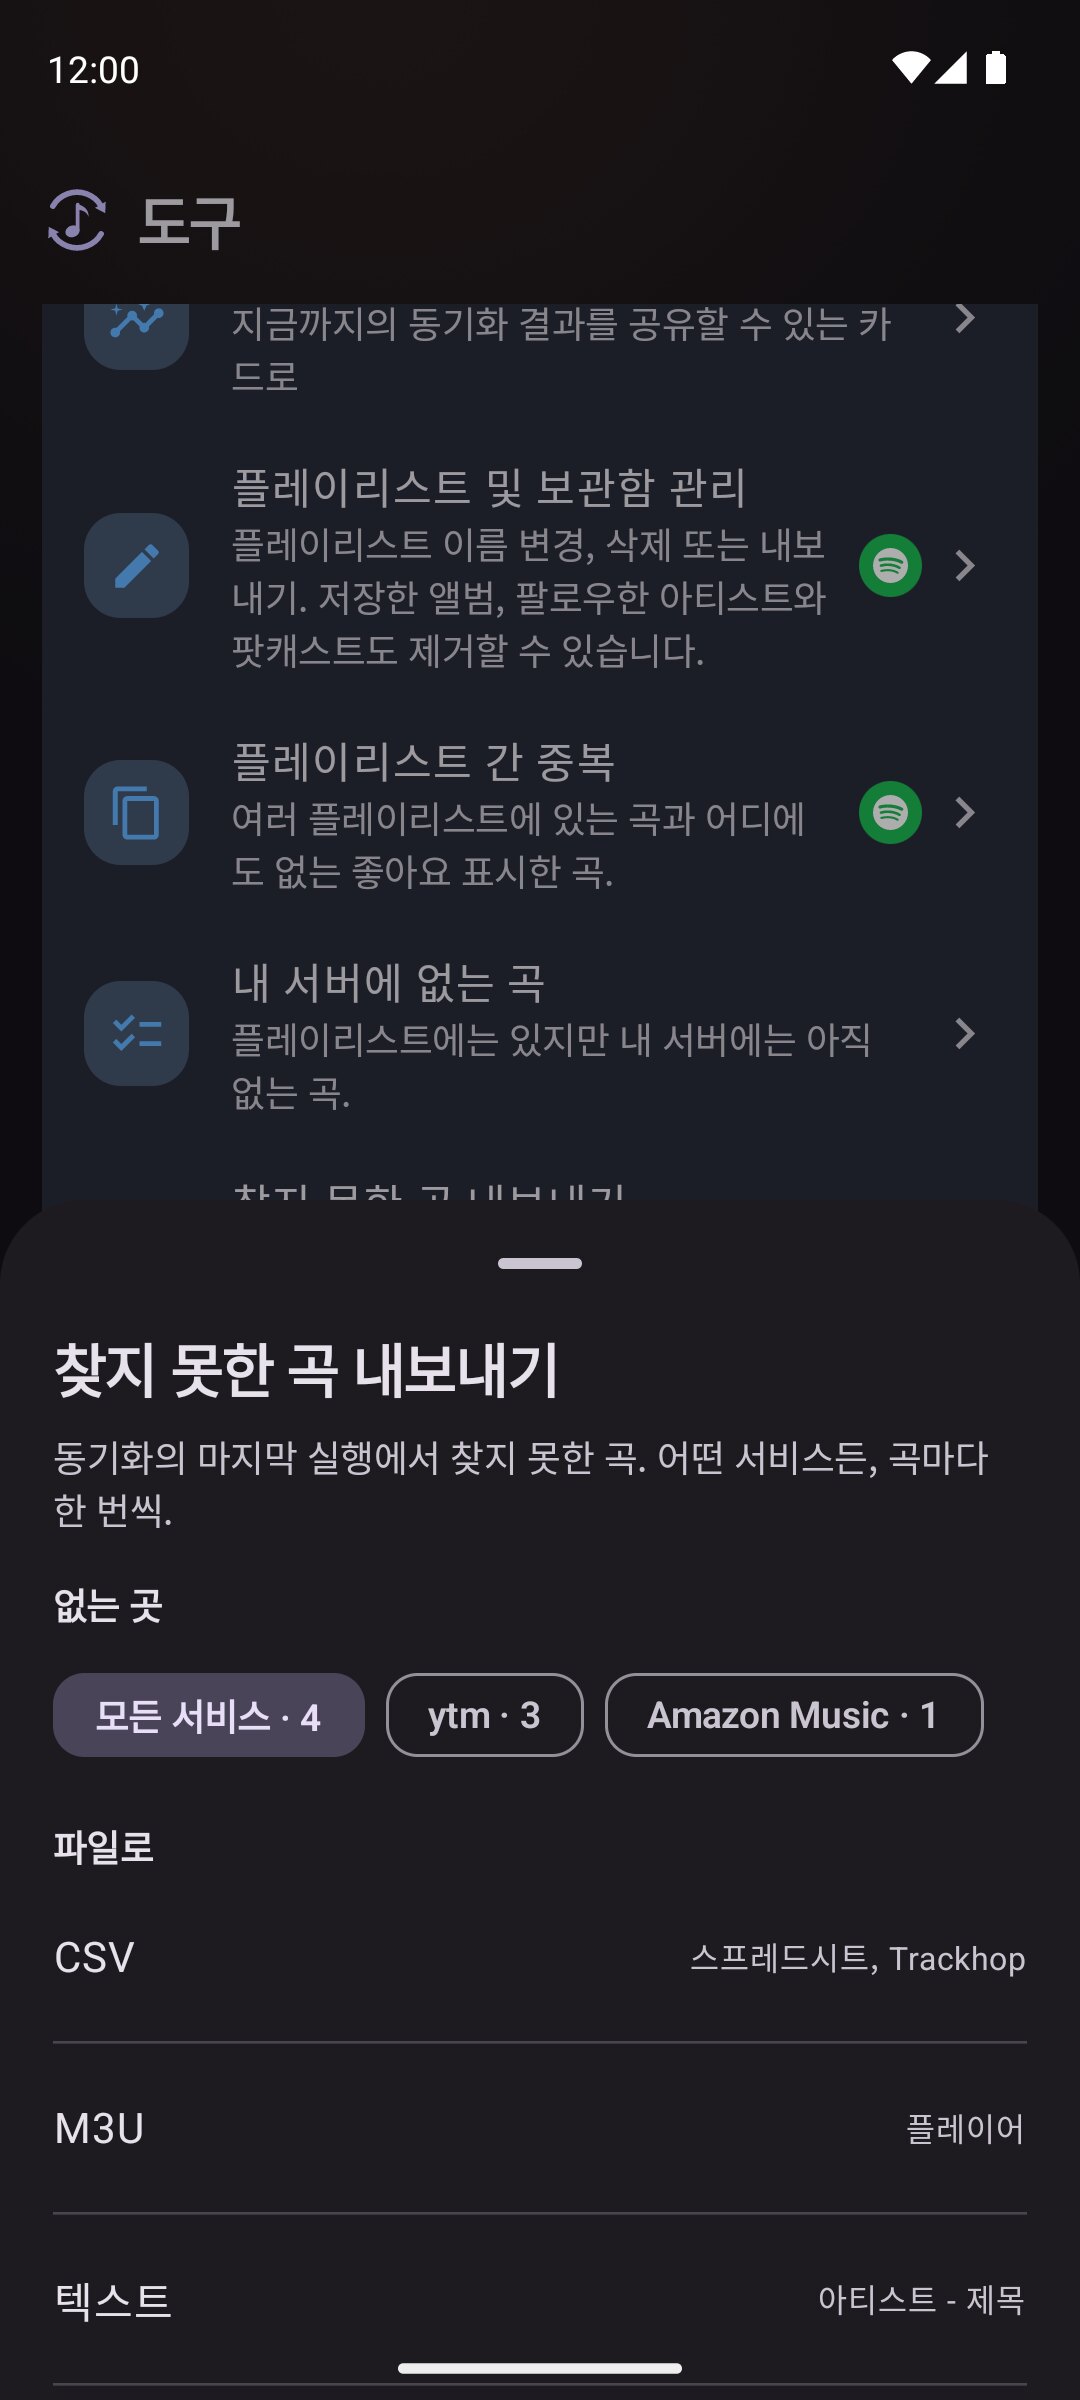 12:00
도구
지금까지의 동기화 결과를 공유할 수 있는 카
드로
플레이리스트 및 보관함 관리
플레이리스트 이름 변경, 삭제 또는 내보
내기. 저장한 앨범, 팔로우한 아티스트와
팟캐스트도 제거할 수 있습니다.
플레이리스트 간 중복
여러 플레이리스트에 있는 곡과 어디에
도 없는 좋아요 표시한 곡.
내 서버에 없는 곡
플레이리스트에는 있지만 내 서버에는 아직
없는 곡.
찾지 못한 곡 내보내기
찾지 못한 곡 내보내기
동기화의 마지막 실행에서 찾지 못한 곡. 어떤 서비스든, 곡마다
한 번씩.
없는 곳
모든 서비스 · 4
ytm · 3
Amazon Music · 1
파일로
CSV
스프레드시트, Trackhop
M3U
플레이어
텍스트
아티스트 - 제목